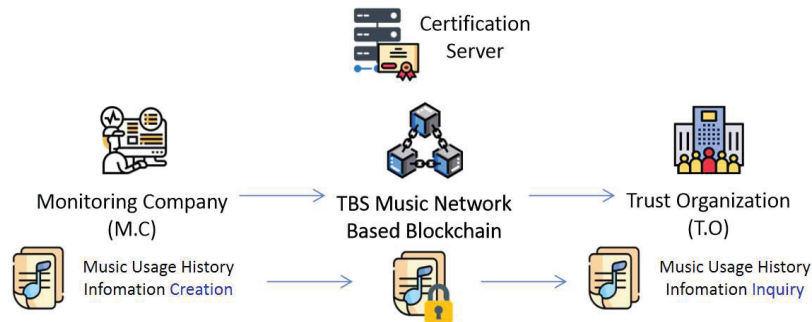 Certification
Server
Monitoring Company
(M.C)
TBS Music Network
Based Blockchain
Trust Organization
(T.O)
Music Usage History
Infomation Creation
Music Usage History
Infomation Inquiry